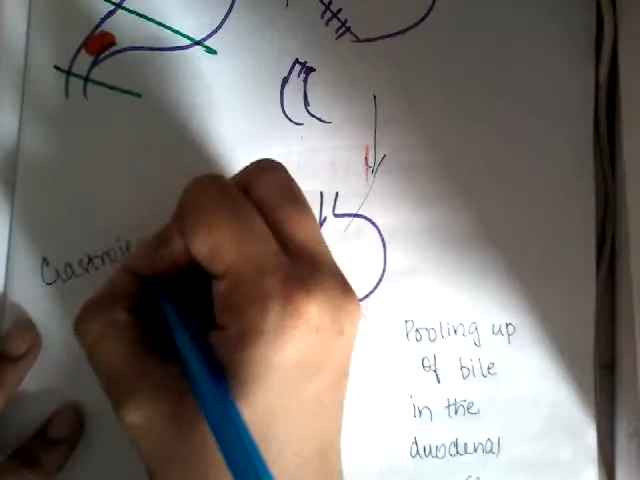 Pooling up
of bile
in the
duodenal